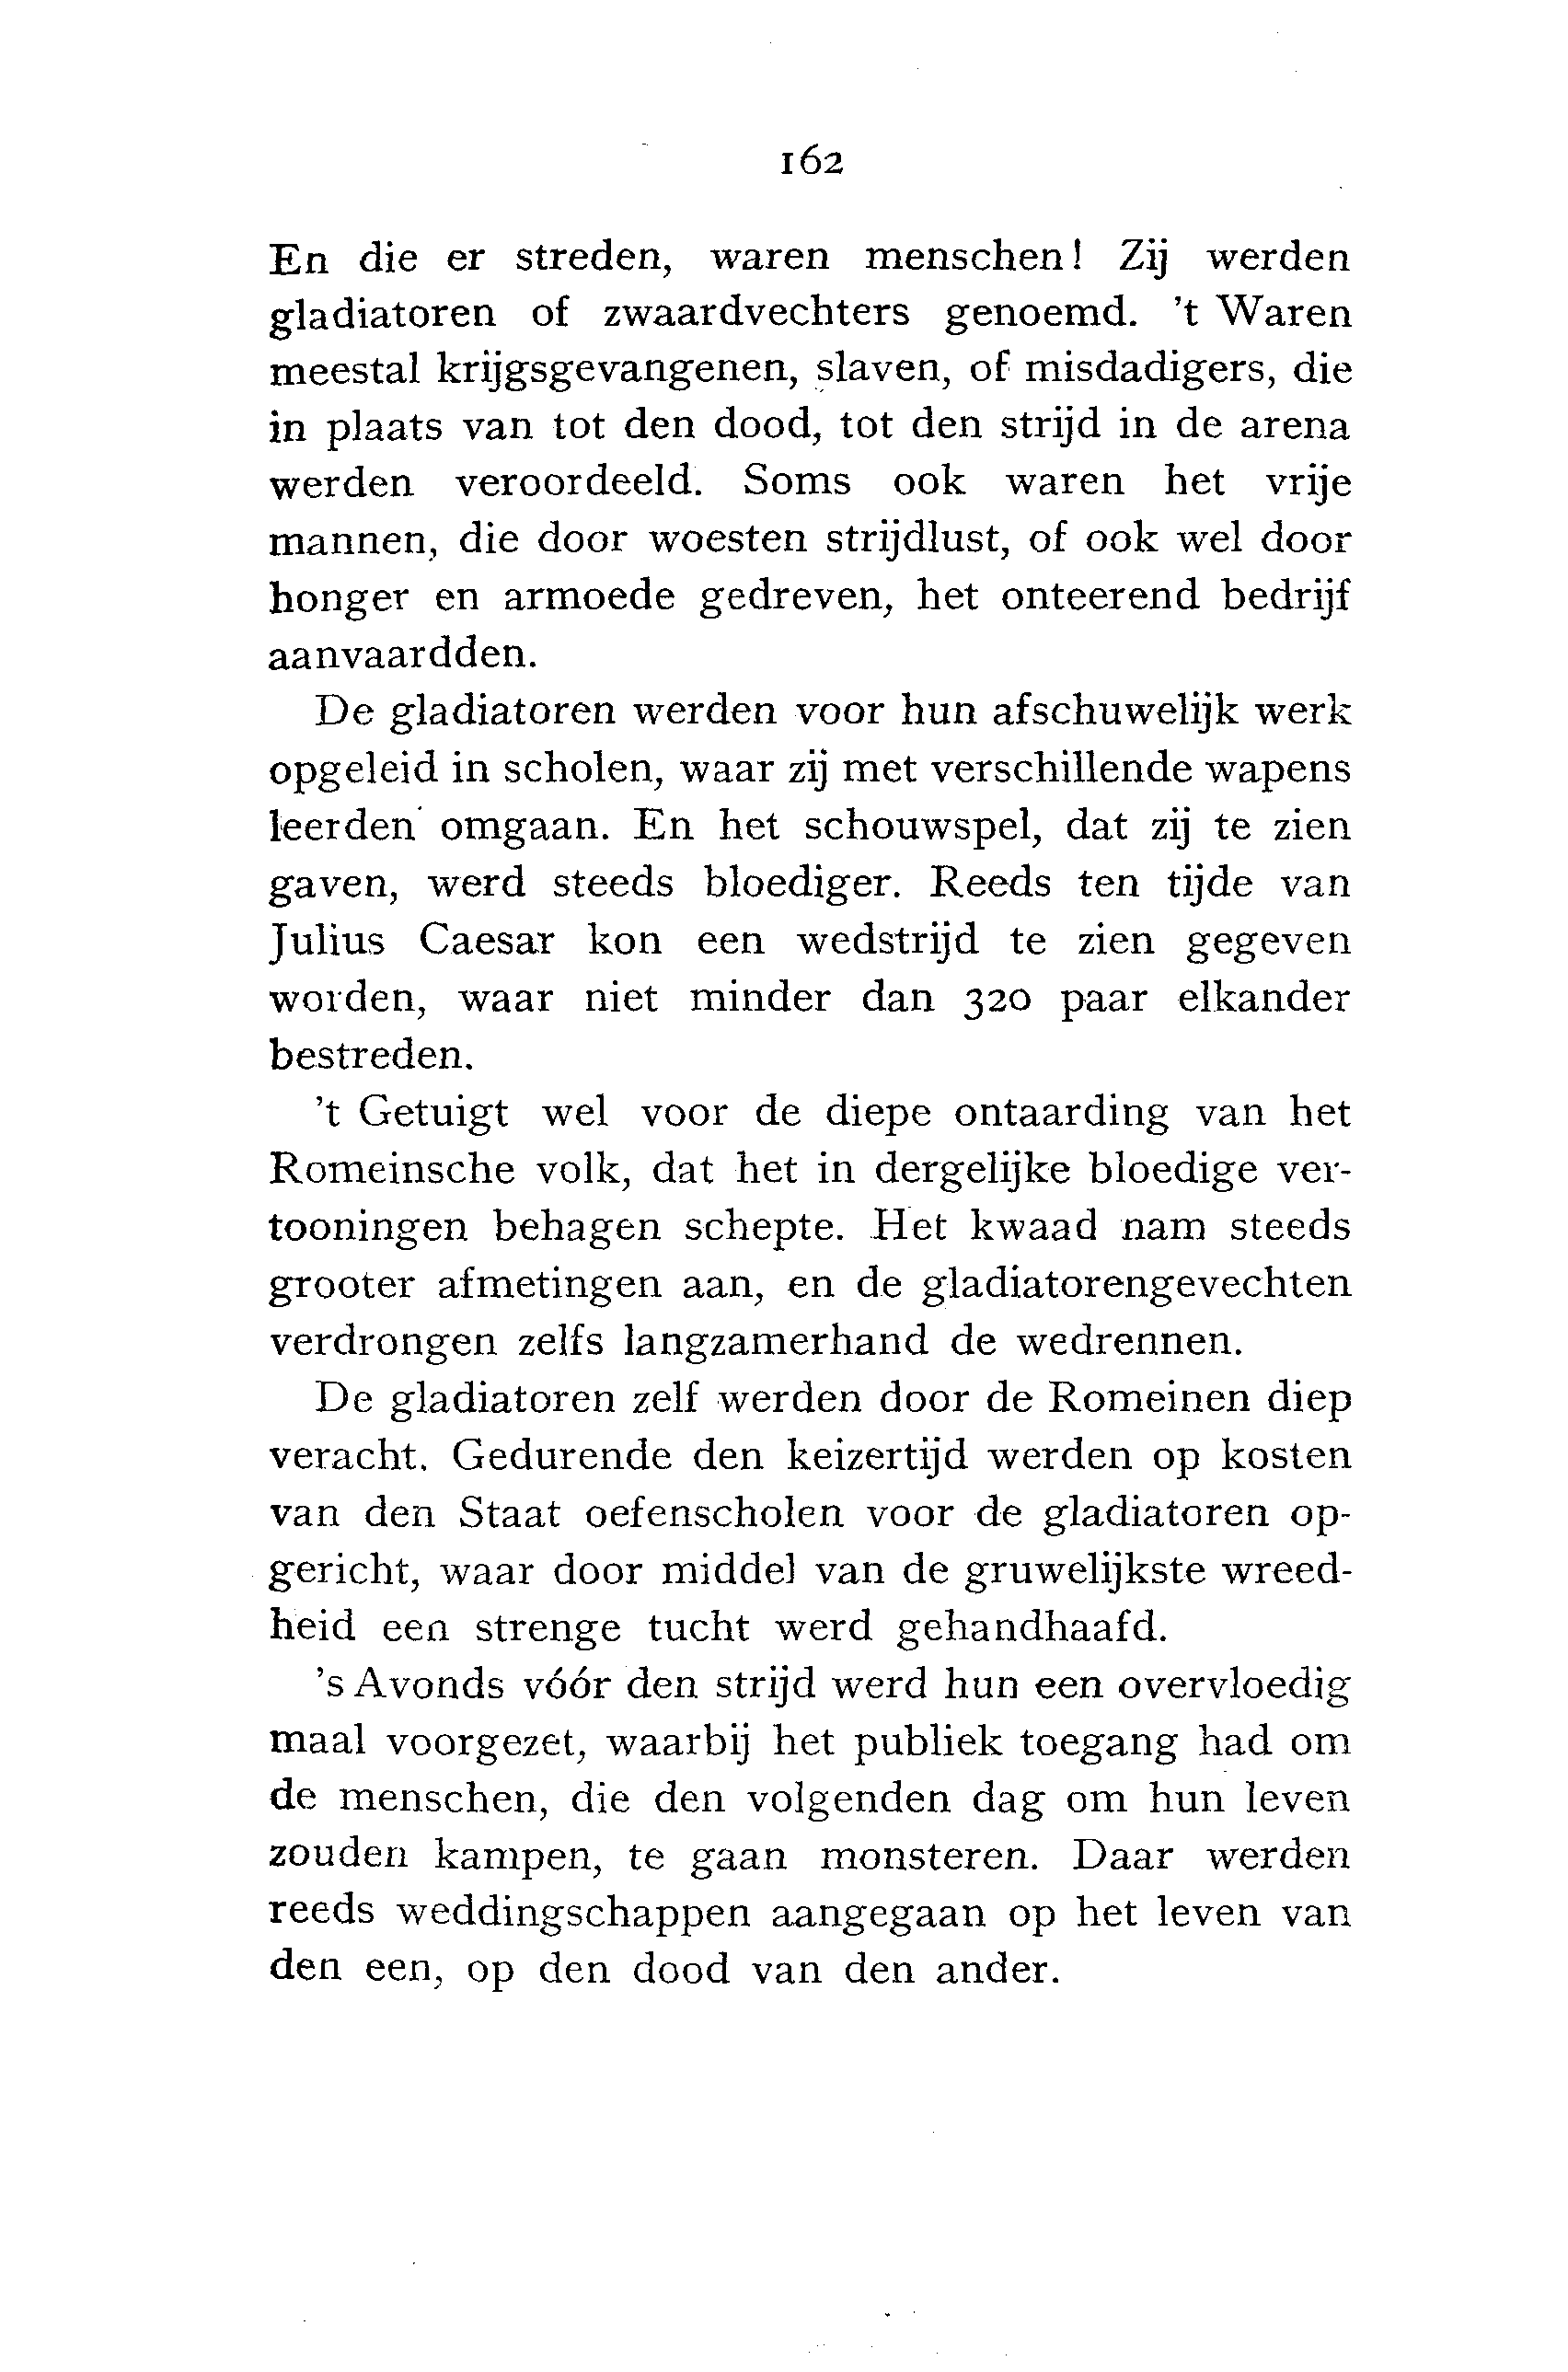 162
En die er streden, waren menschen! Zij werden
gladiatoren of zwaardvechters genoemd. 't Waren
meestal krijgsgevangenen, slaven, of misdadigers, die
in plaats van tot den dood, tot den strijd in de arena
werden veroordeeld. Soms ook waren het vrije
mannen, die door woesten strijdlust, of ook wel door
honger en armoede gedreven, het onteerend bedrijf
aanvaardden.
De gladiatoren werden voor hun afschuwelijk werk
opgeleid in scholen, waar zij met verschillende wapens
leerden omgaan. En het schouwspel, dat zij te zien
gaven, werd steeds bloediger. Reeds ten tijde van
Julius Caesar kon een wedstrijd te zien gegeven
worden, waar niet minder dan 320 paar elkander
bestreden.
't Getuigt wel voor de diepe ontaarding van het
Romeinsche volk, dat het in dergelijke bloedige ver-
tooningen behagen schepte. Het kwaad nam steeds
grooter afmetingen aan, en de gladiatorengevechten
verdrongen zelfs langzamerhand de wedrennen.
De gladiatoren zelf werden door de Romeinen diep
veracht. Gedurende den keizertijd werden op kosten
van den Staat oefenscholen voor de gladiatoren op-
gericht, waar door middel van de gruwelijkste wreed-
heid een strenge tucht werd gehandhaafd.
's Avonds vóór den strijd werd hun een overvloedig
maal voorgezet, waarbij het publiek toegang had om
de menschen, die den volgenden dag om hun leven
zouden kampen, te gaan monsteren. Daar werden
reeds weddingschappen aangegaan op het leven van
den een, op den dood van den ander.